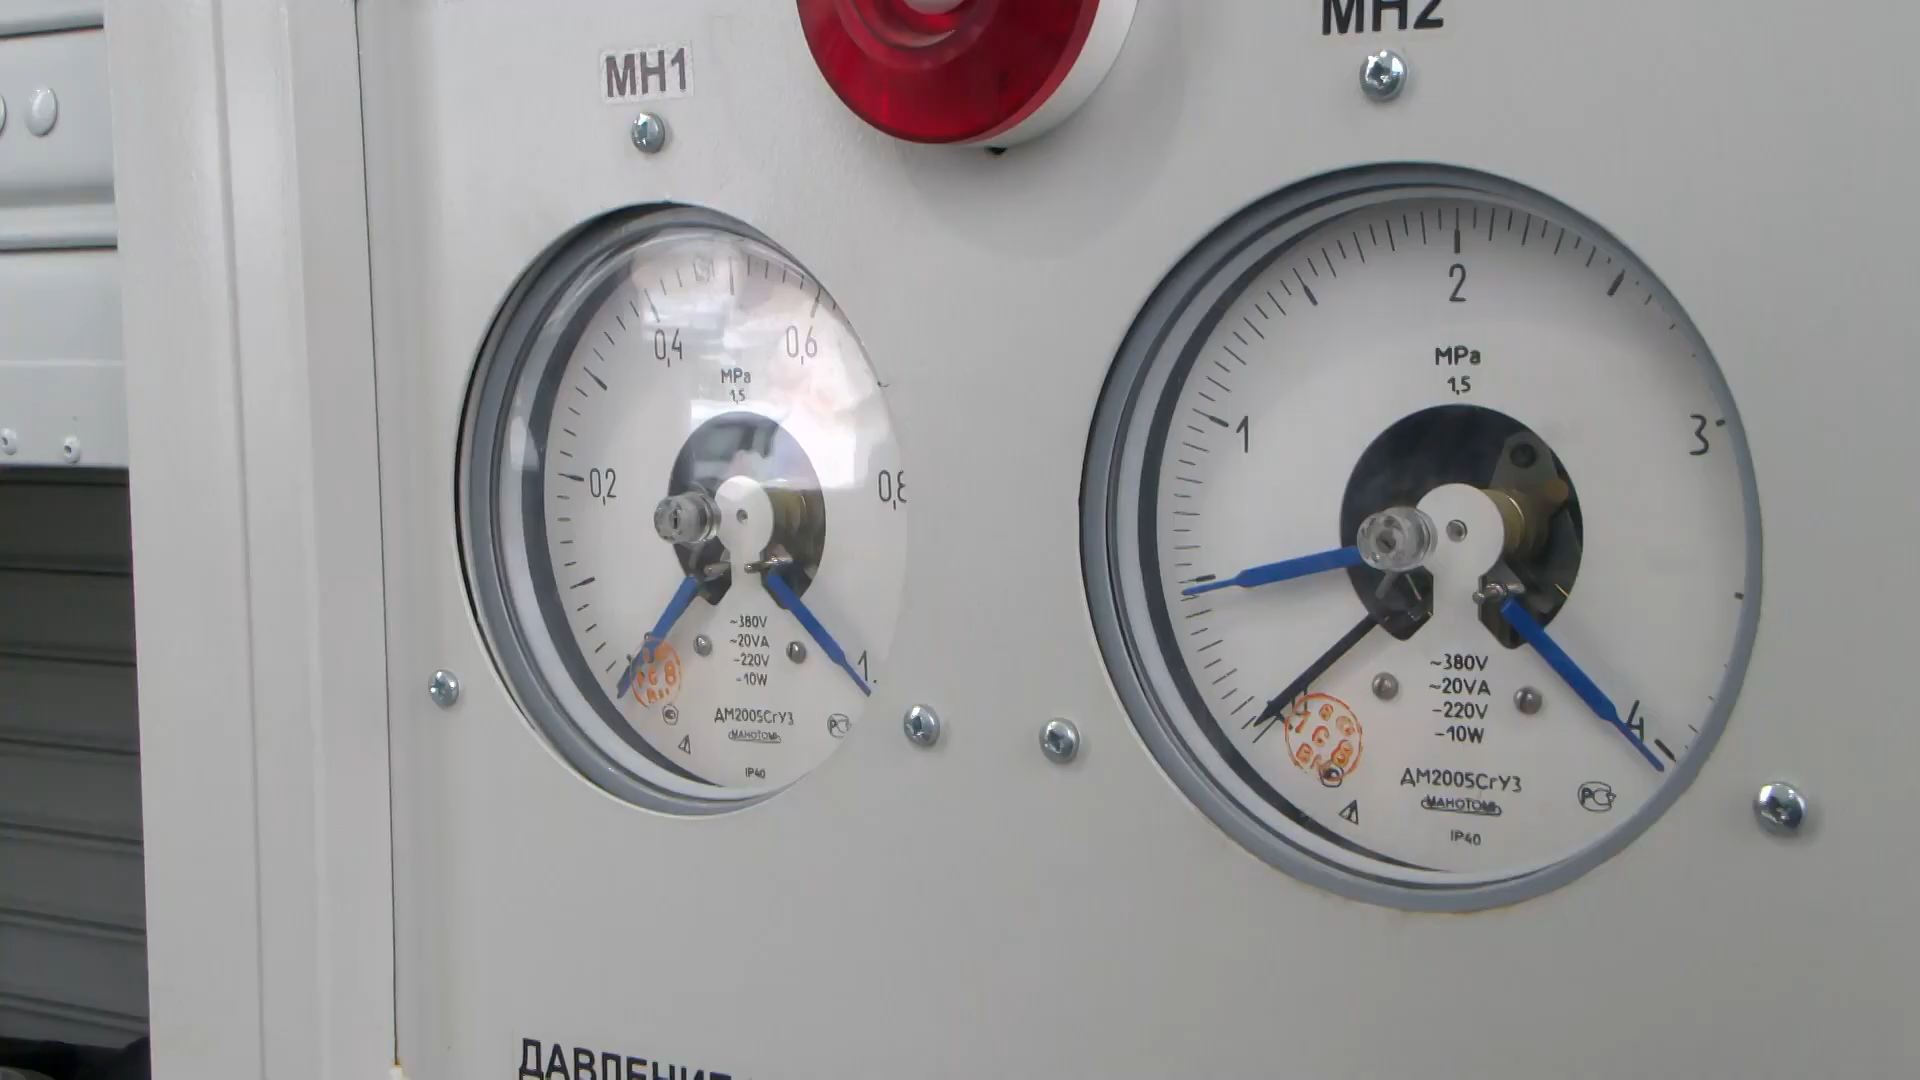 МН1
МН2
0,2
0,4
0,6
0,8
1
MPa
1,5
~380V
~20VA
-220V
-10W
ДМ2005СгУ3
МАНОТОМЬ
IP40
1
2
3
4
MPa
1,5
~380V
~20VA
-220V
-10W
ДМ2005СгУ3
МАНОТОМЬ
IP40
ДАВЛЕНИЕ